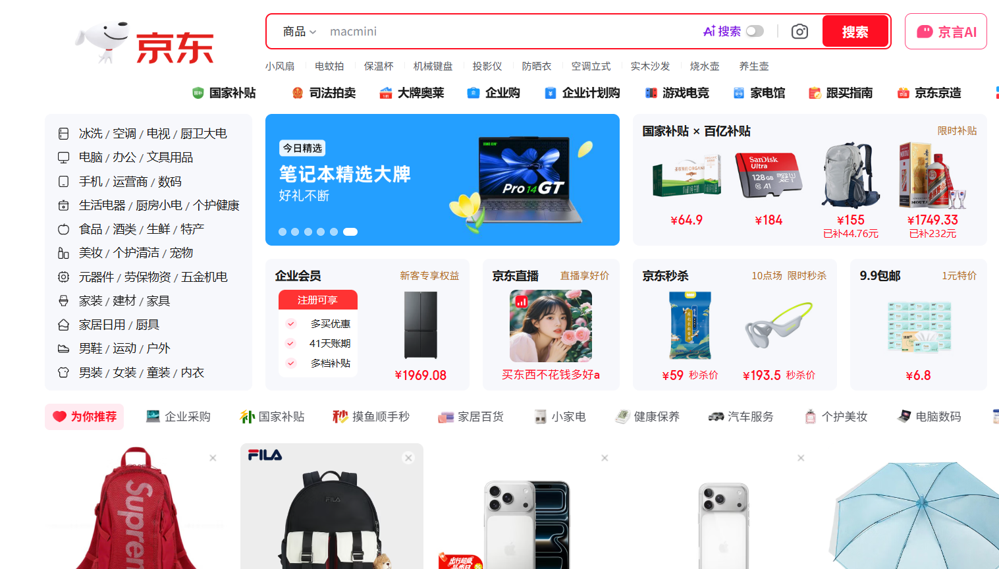 京东
商品
macmini
Ai搜索
搜索
京言AI
小风扇
电蚊拍
保温杯
机械键盘
投影仪
防晒衣
空调立式
实木沙发
烧水壶
养生壶
国家补贴
司法拍卖
大牌奥莱
企业购
企业计划购
游戏电竞
家电馆
跟买指南
京东京造
冰洗 / 空调 / 电视 / 厨卫大电
电脑 / 办公 / 文具用品
手机 / 运营商 / 数码
生活电器 / 厨房小电 / 个护健康
食品 / 酒类 / 生鲜 / 特产
美妆 / 个护清洁 / 宠物
元器件 / 劳保物资 / 五金机电
家装 / 建材 / 家具
家居日用 / 厨具
男鞋 / 运动 / 户外
男装 / 女装 / 童装 / 内衣
今日精选
笔记本精选大牌
好礼不断
Pro 14 GT
国家补贴 × 百亿补贴
限时补贴
SanDisk
Ultra
128GB
A1
¥64.9
¥184
¥155
已补44.76元
¥1749.33
已补232元
企业会员
新客专享权益
注册可享
多买优惠
41天账期
多档补贴
¥1969.08
京东直播
直播享好价
买东西不花钱多好a
京东秒杀
10点场 限时秒杀
¥59 秒杀价
¥193.5 秒杀价
9.9包邮
1元特价
¥6.8
为你推荐
企业采购
国家补贴
摸鱼顺手秒
家居百货
小家电
健康保养
汽车服务
个护美妆
电脑数码
Suprem
FILA
FILA
出行超级
品类日